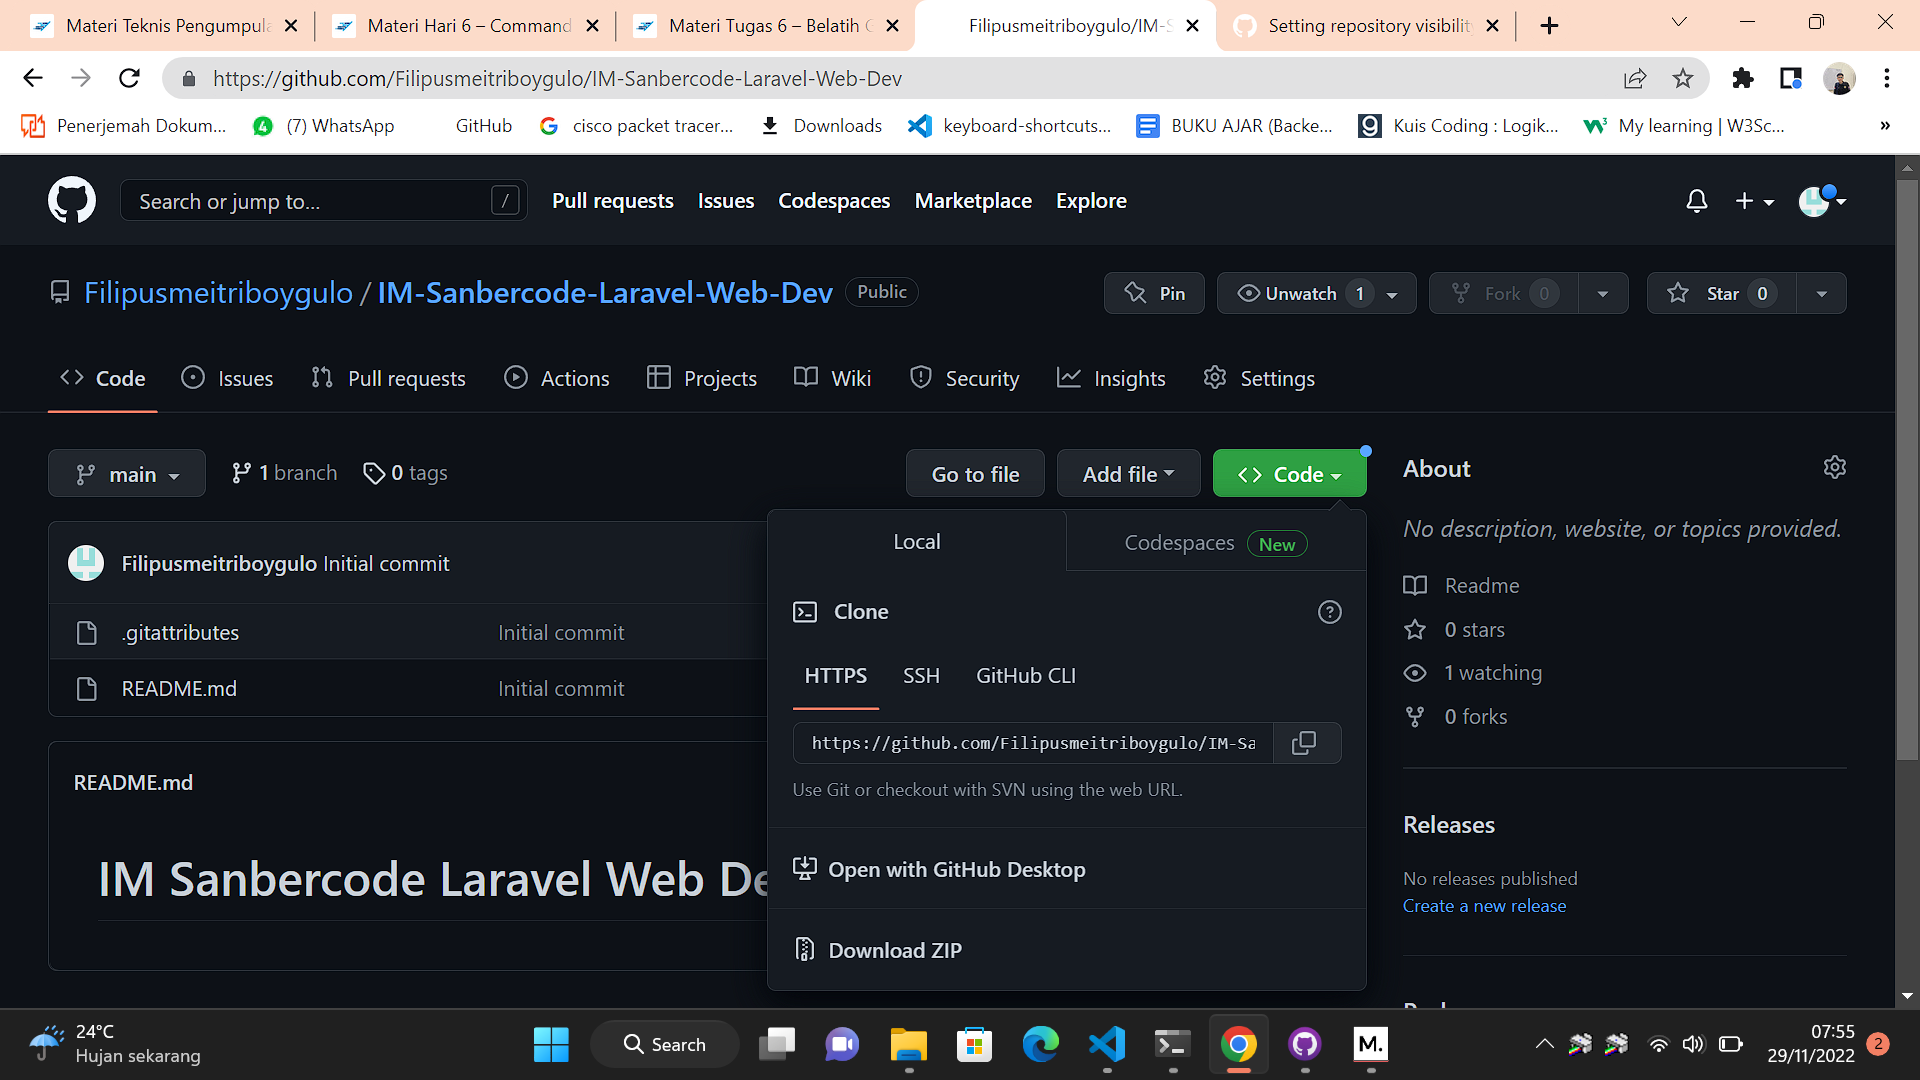 Materi Teknis Pengumpula
Materi Hari 6 – Command
Materi Tugas 6 – Belatih G
Filipusmeitriboygulo/IM-S
Setting repository visibility
https://github.com/Filipusmeitriboygulo/IM-Sanbercode-Laravel-Web-Dev
Penerjemah Dokum...
(7) WhatsApp
GitHub
cisco packet tracer...
Downloads
keyboard-shortcuts...
BUKU AJAR (Backe...
Kuis Coding : Logik...
My learning | W3Sc...
»
Search or jump to...
/
Pull requests
Issues
Codespaces
Marketplace
Explore
Filipusmeitriboygulo / IM-Sanbercode-Laravel-Web-Dev
Public
Pin
Unwatch 1
Fork 0
Star 0
Code
Issues
Pull requests
Actions
Projects
Wiki
Security
Insights
Settings
main
1 branch
0 tags
Go to file
Add file
Code
Filipusmeitriboygulo Initial commit
.gitattributes
Initial commit
README.md
Initial commit
README.md
IM Sanbercode Laravel Web De
Local
Codespaces
New
Clone
HTTPS
SSH
GitHub CLI
https://github.com/Filipusmeitriboygulo/IM-Sa
Use Git or checkout with SVN using the web URL.
Open with GitHub Desktop
Download ZIP
About
No description, website, or topics provided.
Readme
0 stars
1 watching
0 forks
Releases
No releases published
Create a new release
24°C
Hujan sekarang
Search
M.
07:55
29/11/2022
2